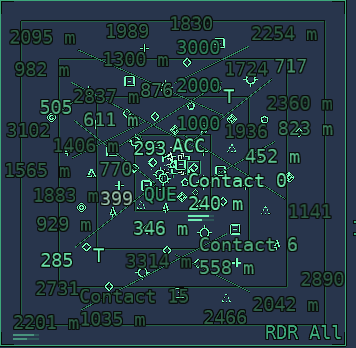 1830
1989
2254 m
2095 m
3000
1300 m
982 m
1724
717
2000
876
2837 m
2360 m
505
611 m
1000
823 m
3102
1936
1406 m
293
ACC
452 m
1565 m
770
Contact 0
1883 m
399
QUE
240 m
1141
929 m
346 m
Contact 6
285
3314 m
558 m
2890
2731
Contact 15
2042 m
2201 m
1035 m
2466
RDR All